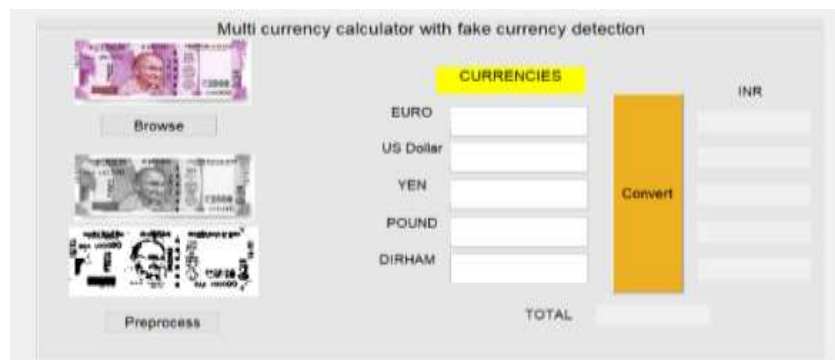 Multi currency calculator with fake currency detection
CURRENCIES
INR
Browse
EURO
US Dollar
YEN
POUND
DIRHAM
Convert
Preprocess
TOTAL